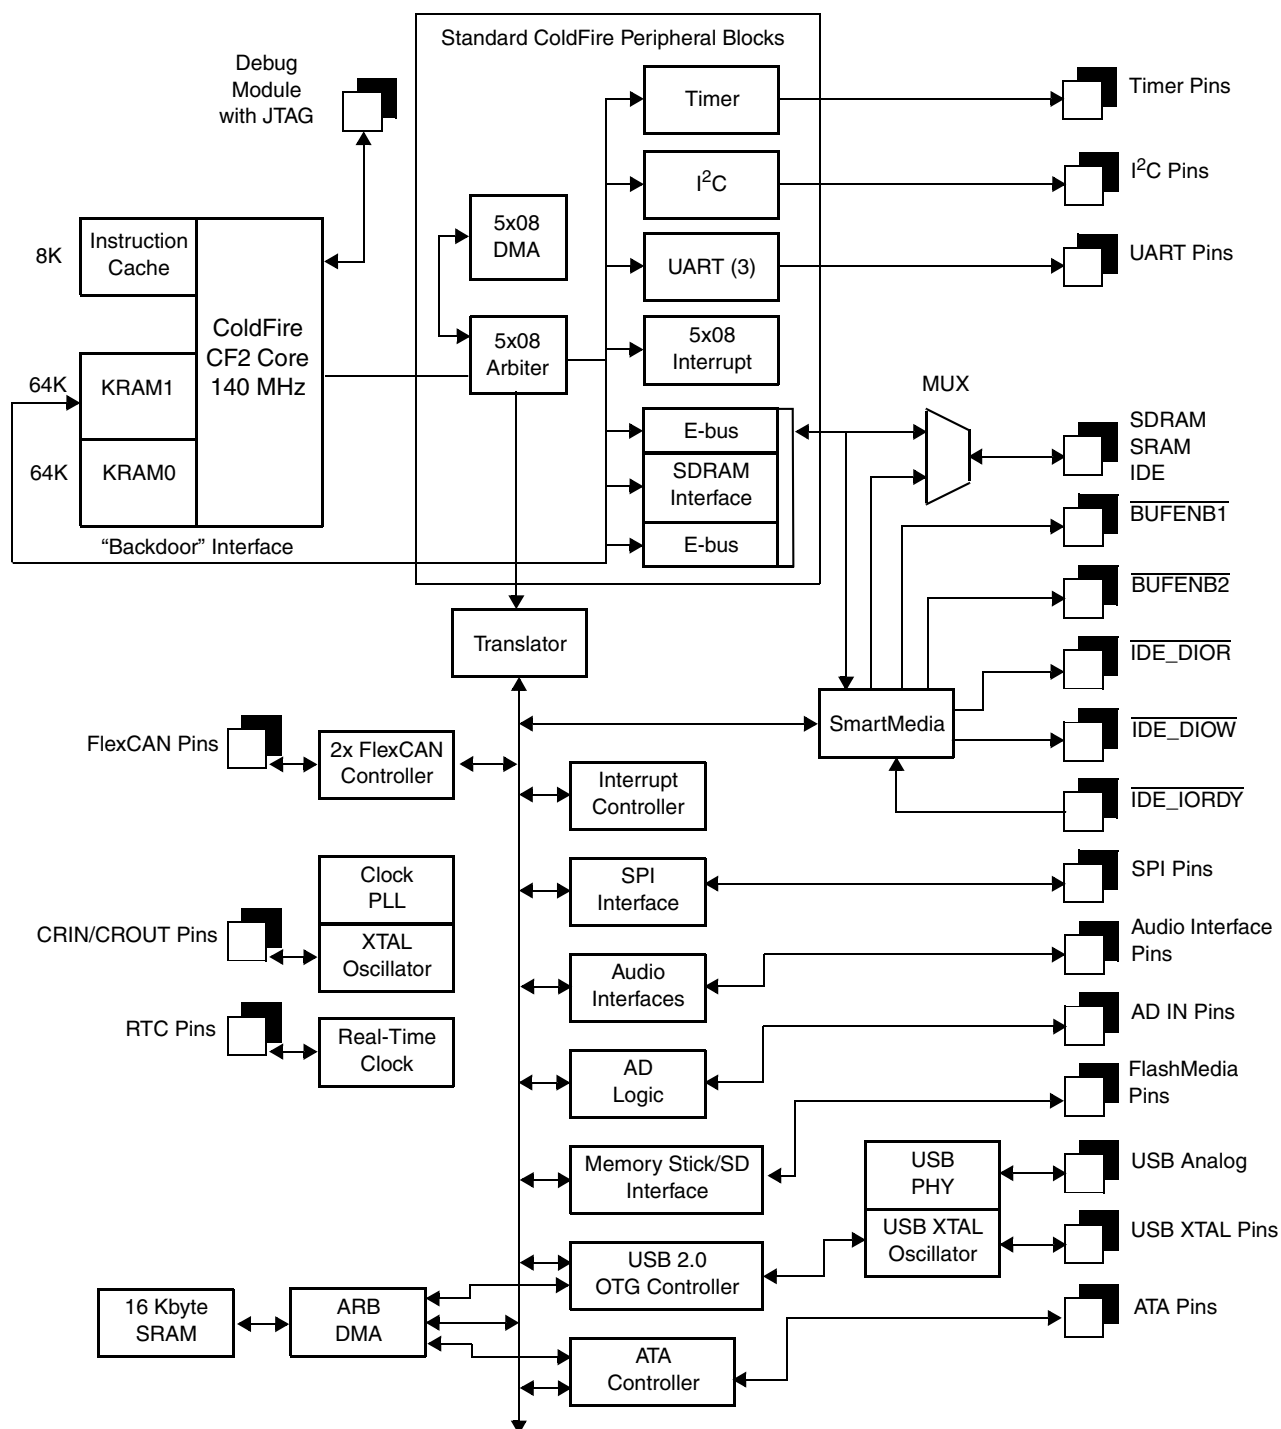 Standard ColdFire Peripheral Blocks
Debug
Module
with JTAG
Timer
Timer Pins
I²C
I²C Pins
5x08
DMA
UART (3)
UART Pins
8K
Instruction
Cache
ColdFire
CF2 Core
140 MHz
5x08
Arbiter
5x08
Interrupt
64K
KRAM1
64K
KRAM0
"Backdoor" Interface
E-bus
SDRAM
Interface
E-bus
MUX
SDRAM
SRAM
IDE
BUFENB1
BUFENB2
IDE_DIOR
IDE_DIOW
IDE_IORDY
Translator
SmartMedia
FlexCAN Pins
2x FlexCAN
Controller
Interrupt
Controller
Clock
PLL
SPI
Interface
SPI Pins
CRIN/CROUT Pins
XTAL
Oscillator
Audio
Interfaces
Audio Interface
Pins
RTC Pins
Real-Time
Clock
AD
Logic
AD IN Pins
FlashMedia
Pins
Memory Stick/SD
Interface
USB
PHY
USB Analog
USB XTAL
Oscillator
USB XTAL Pins
USB 2.0
OTG Controller
16 Kbyte
SRAM
ARB
DMA
ATA
Controller
ATA Pins